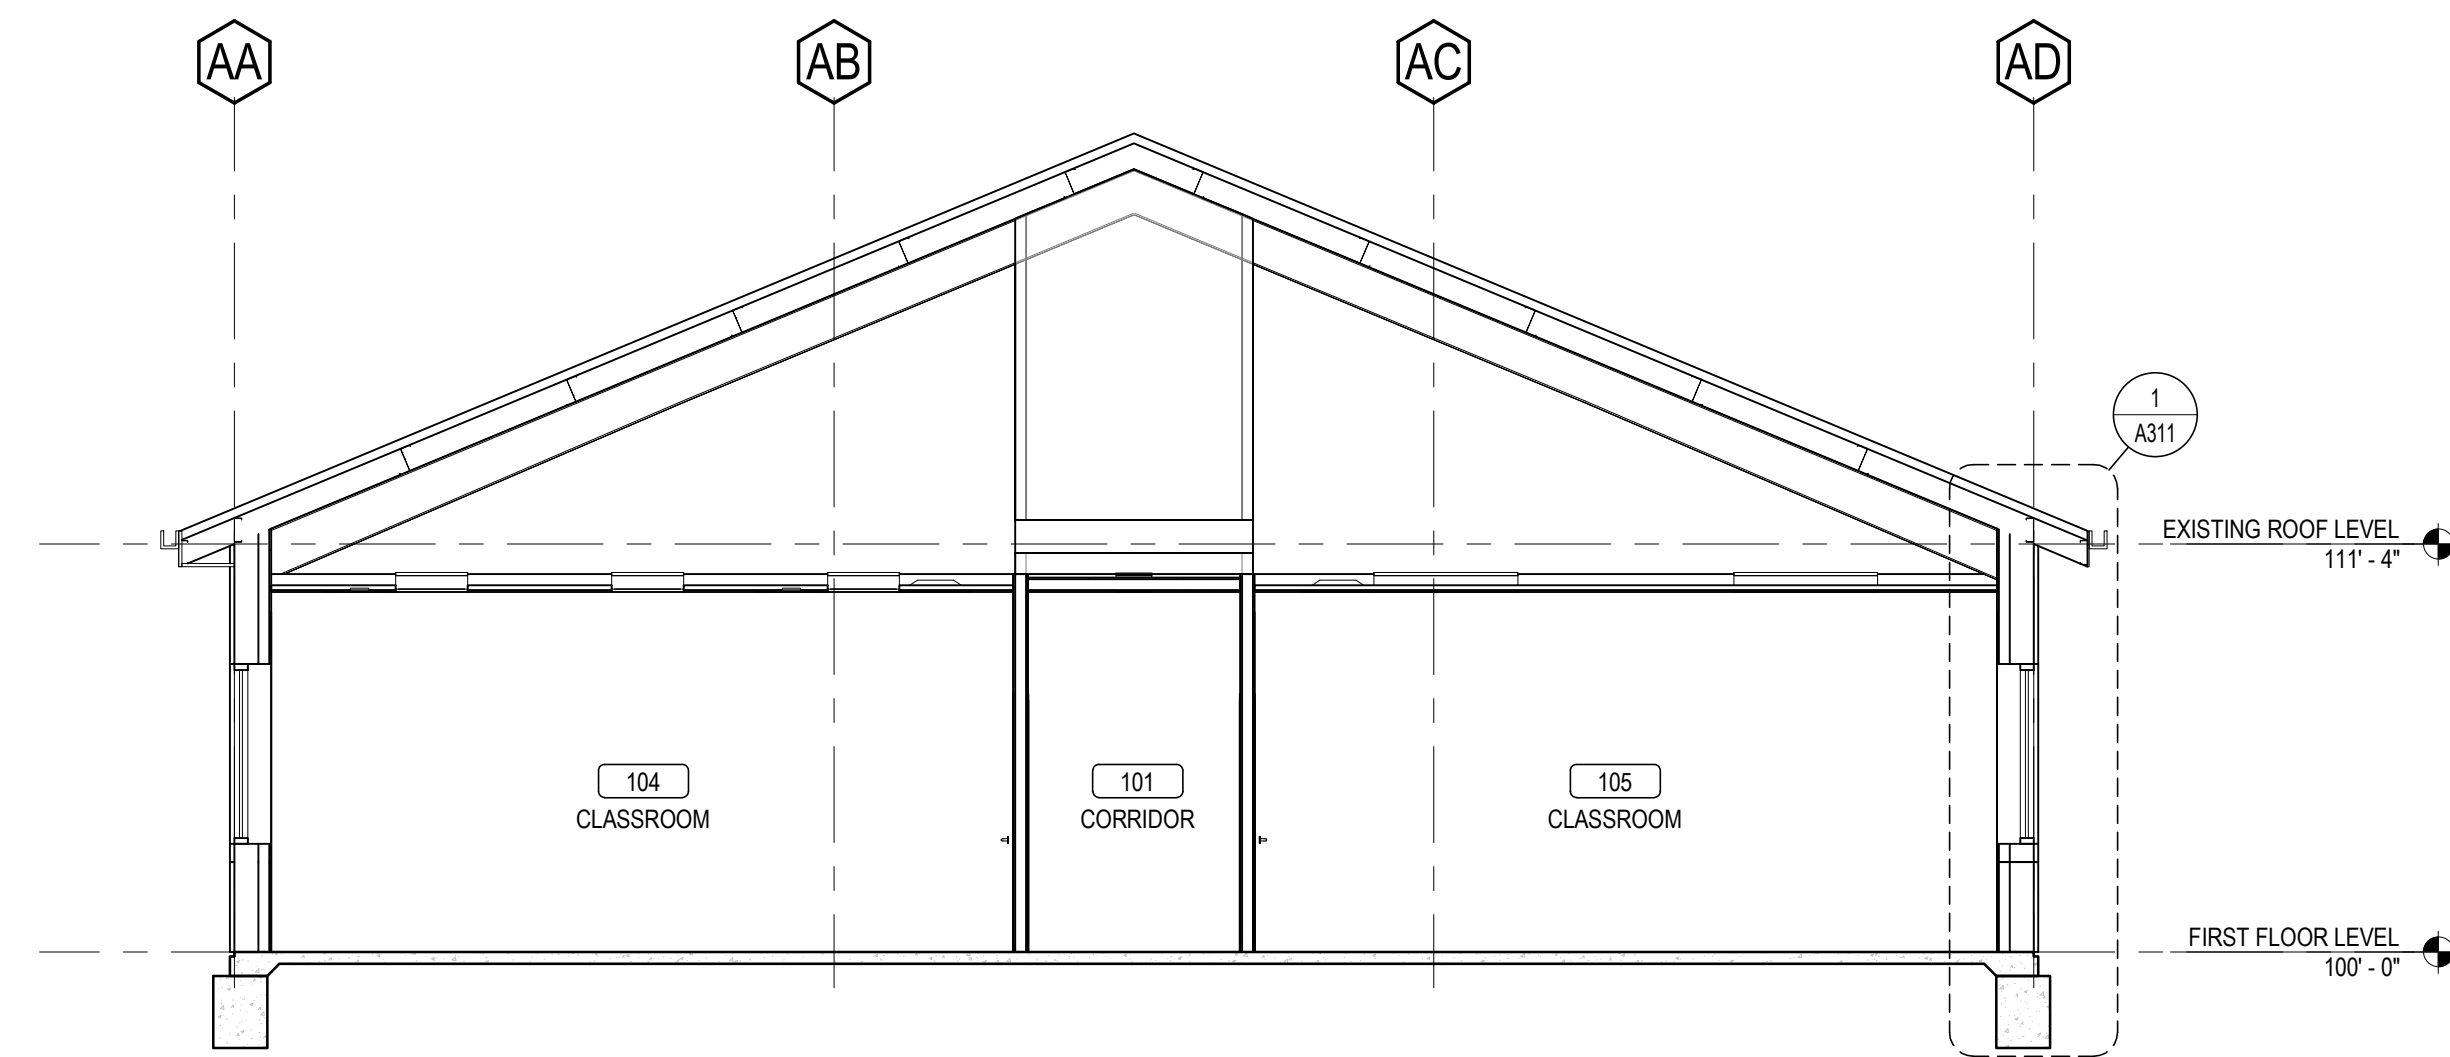 AA
AB
AC
AD
1
A311
EXISTING ROOF LEVEL
111' - 4"
104
CLASSROOM
101
CORRIDOR
105
CLASSROOM
FIRST FLOOR LEVEL
100' - 0"